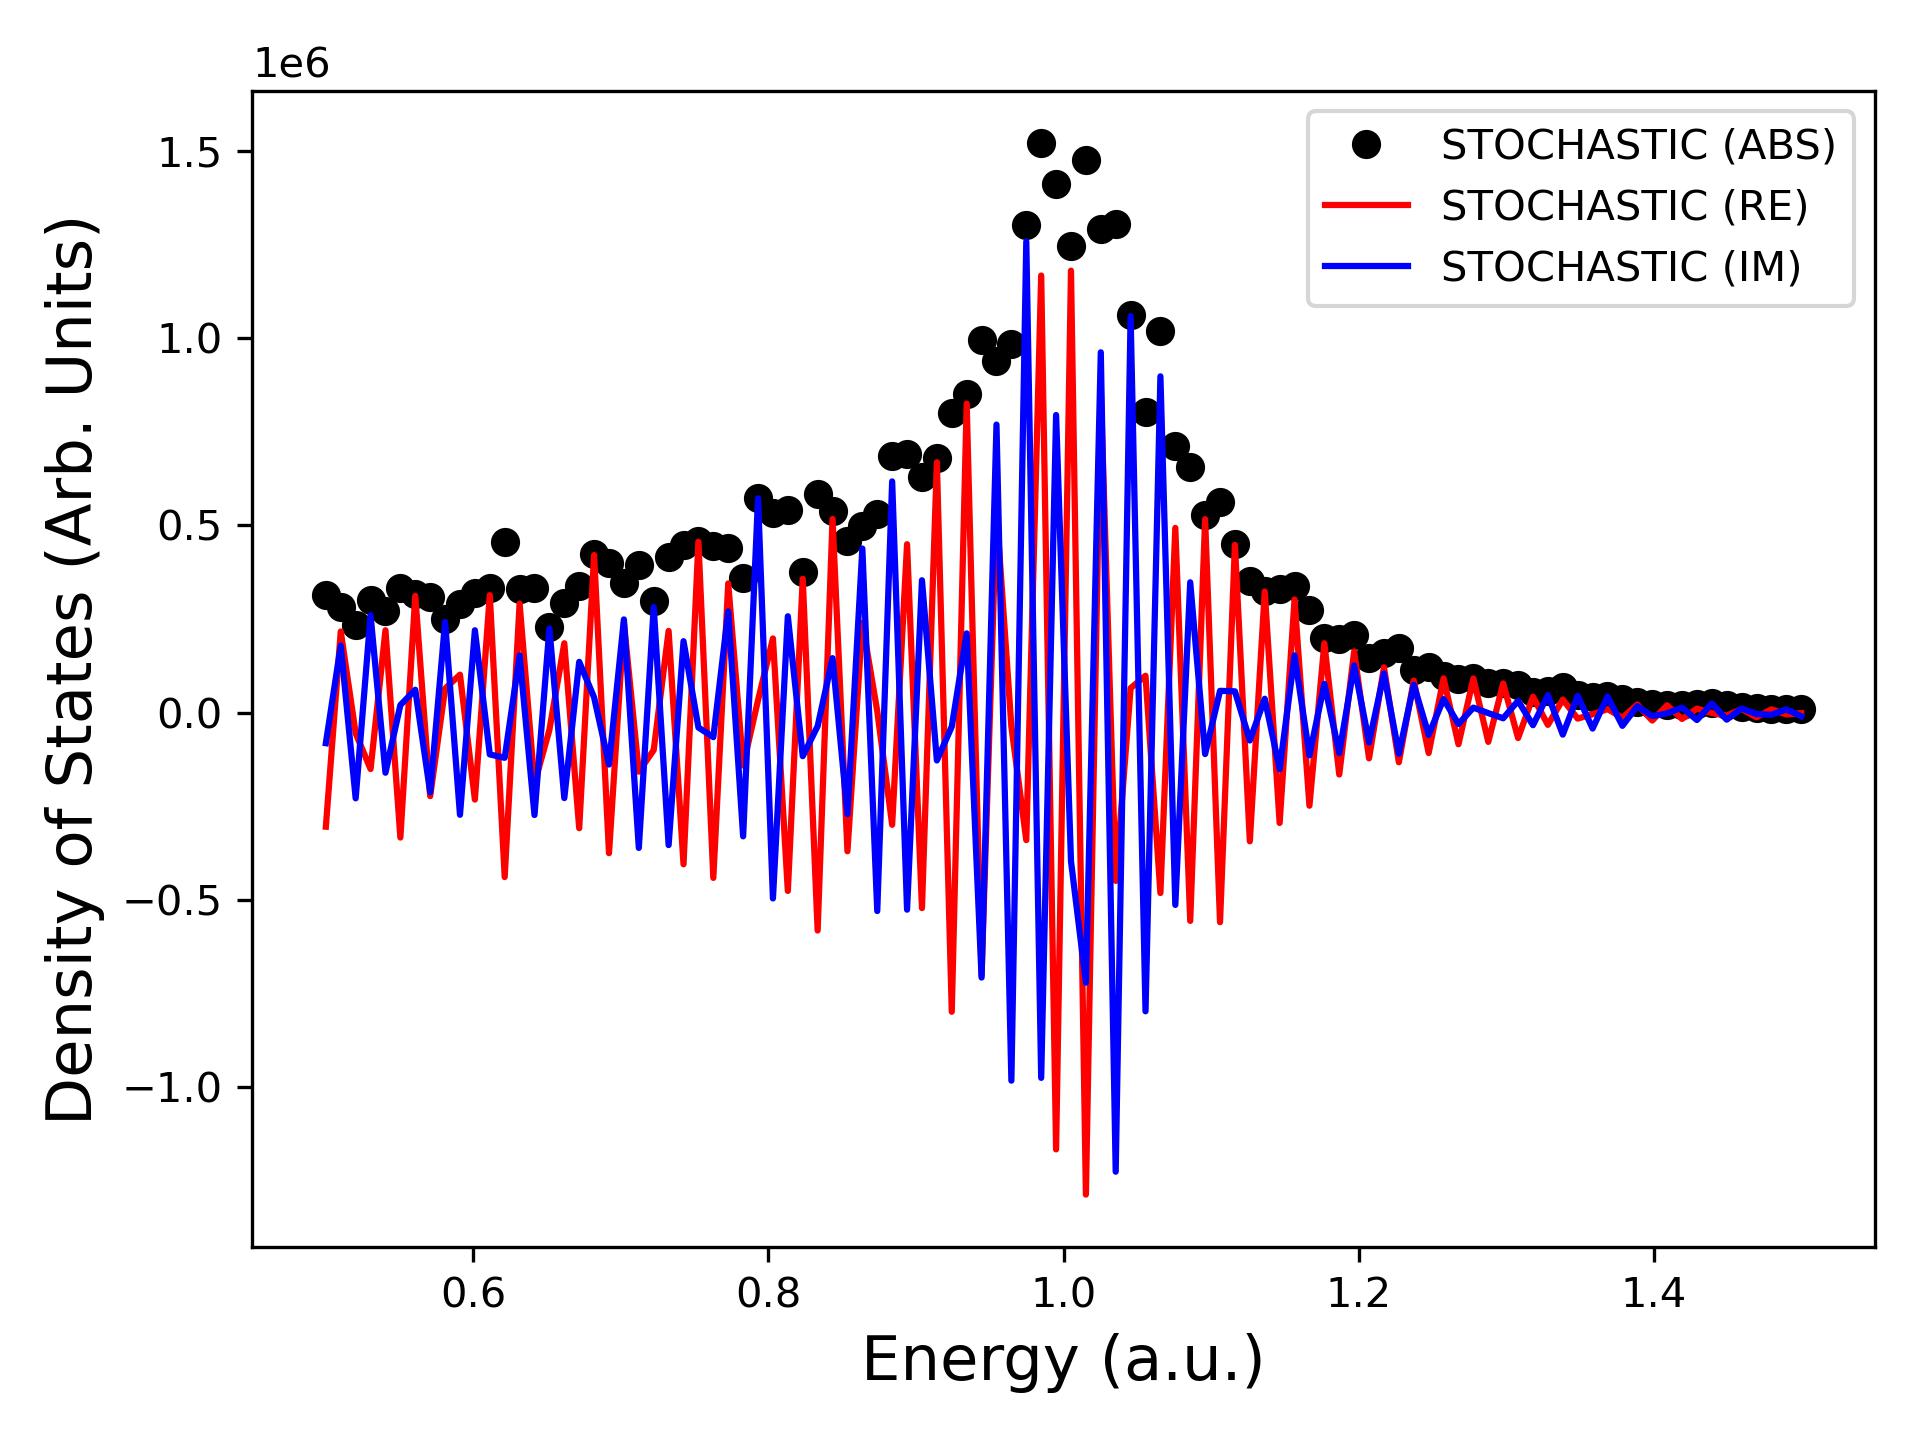 1e6
STOCHASTIC (ABS)
STOCHASTIC (RE)
STOCHASTIC (IM)
1.5
1.0
0.5
0.0
−0.5
−1.0
Density of States (Arb. Units)
0.6 0.8 1.0 1.2 1.4
Energy (a.u.)